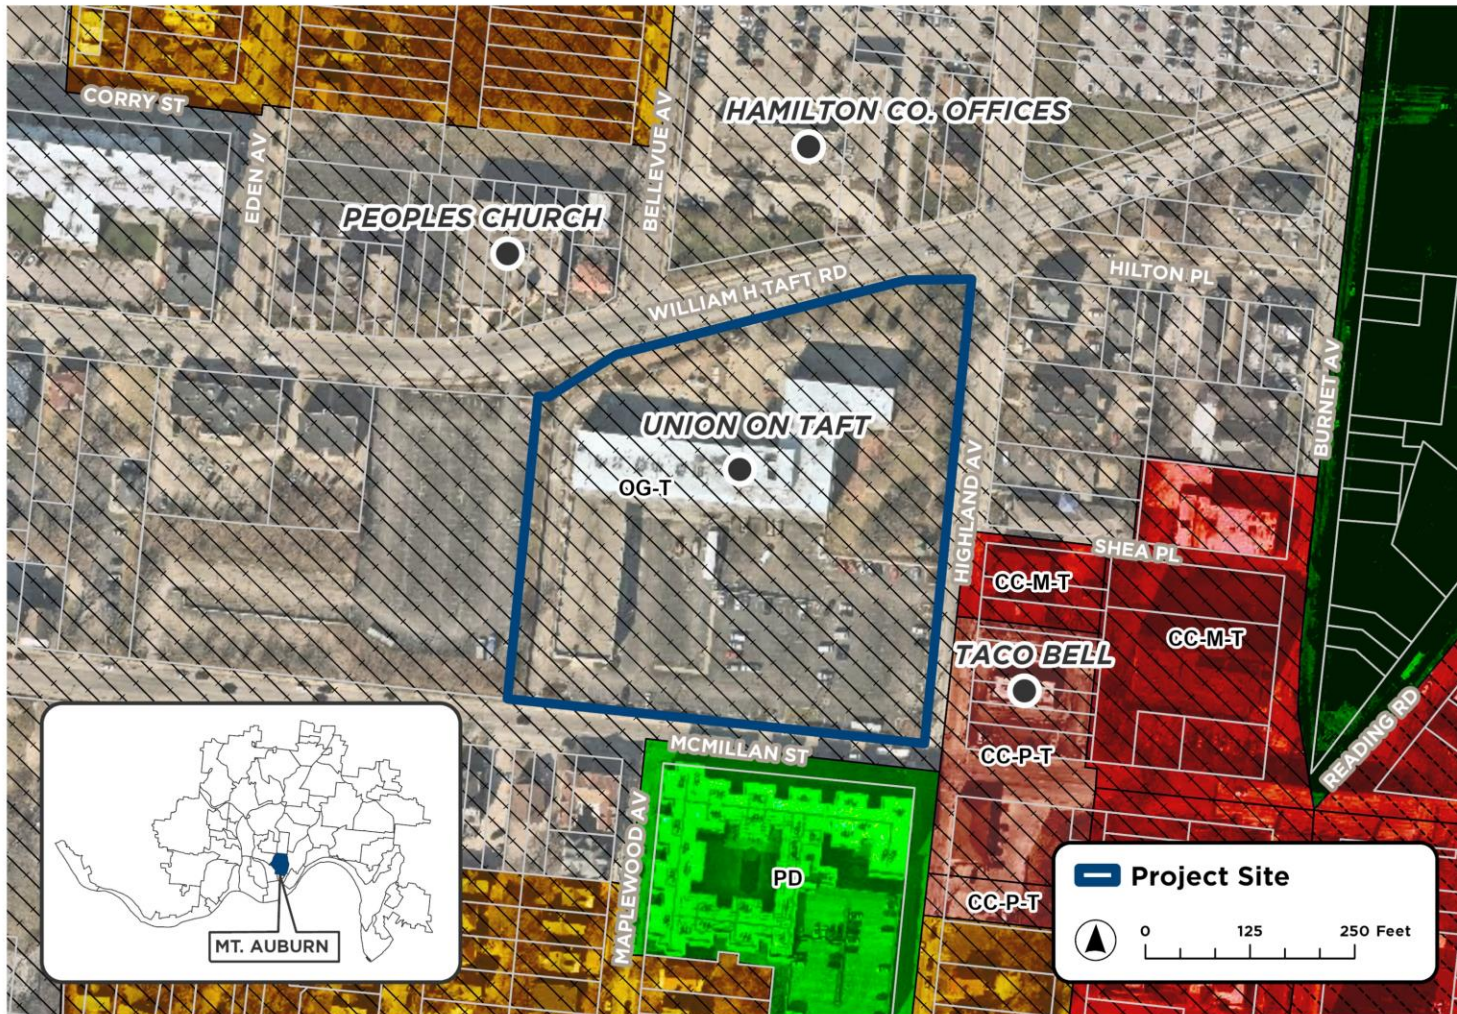 CORRY ST
EDEN AV
BELLEVUE AV
HAMILTON CO. OFFICES
PEOPLES CHURCH
WILLIAM H TAFT RD
HILTON PL
BURNET AV
UNION ON TAFT
OG-T
HIGHLAND AV
SHEA PL
CC-M-T
CC-M-T
TACO BELL
READING RD
MCMILLAN ST
CC-P-T
MAPLEWOOD AV
PD
CC-P-T
MT. AUBURN
Project Site
0 125 250 Feet